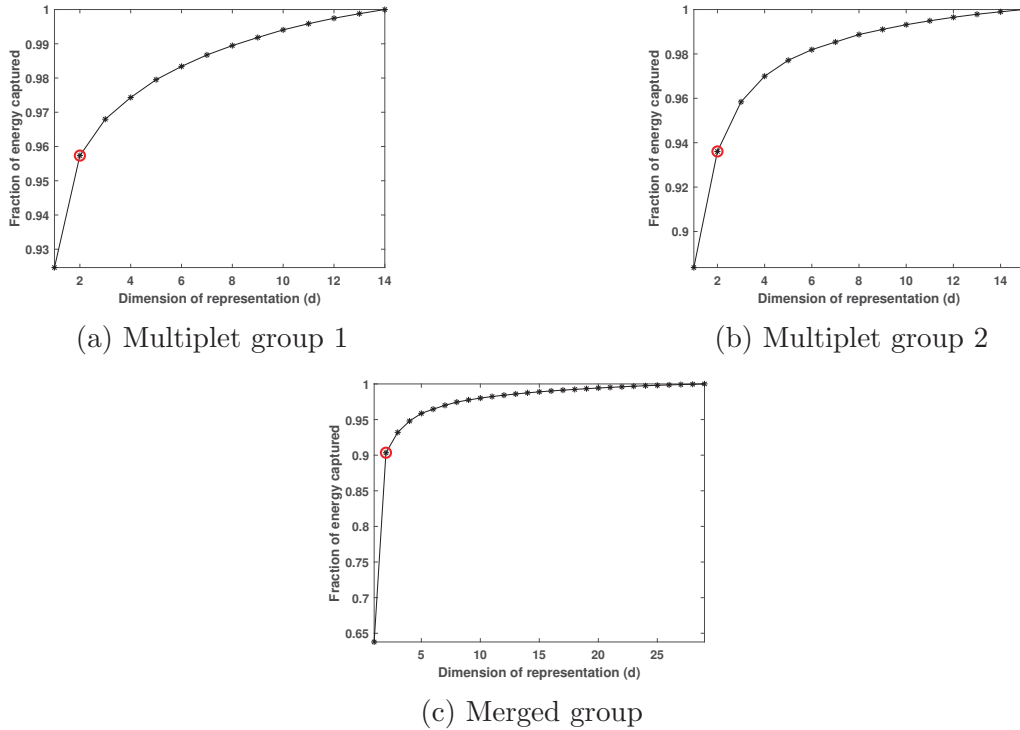 1
0.99
0.98
0.97
0.96
0.95
0.94
0.93
Fraction of energy captured
2 4 6 8 10 12 14
Dimension of representation (d)
(a) Multiplet group 1
1
0.98
0.96
0.94
0.92
0.9
Fraction of energy captured
2 4 6 8 10 12 14
Dimension of representation (d)
(b) Multiplet group 2
1
0.95
0.9
0.85
0.8
0.75
0.7
0.65
Fraction of energy captured
5 10 15 20 25
Dimension of representation (d)
(c) Merged group